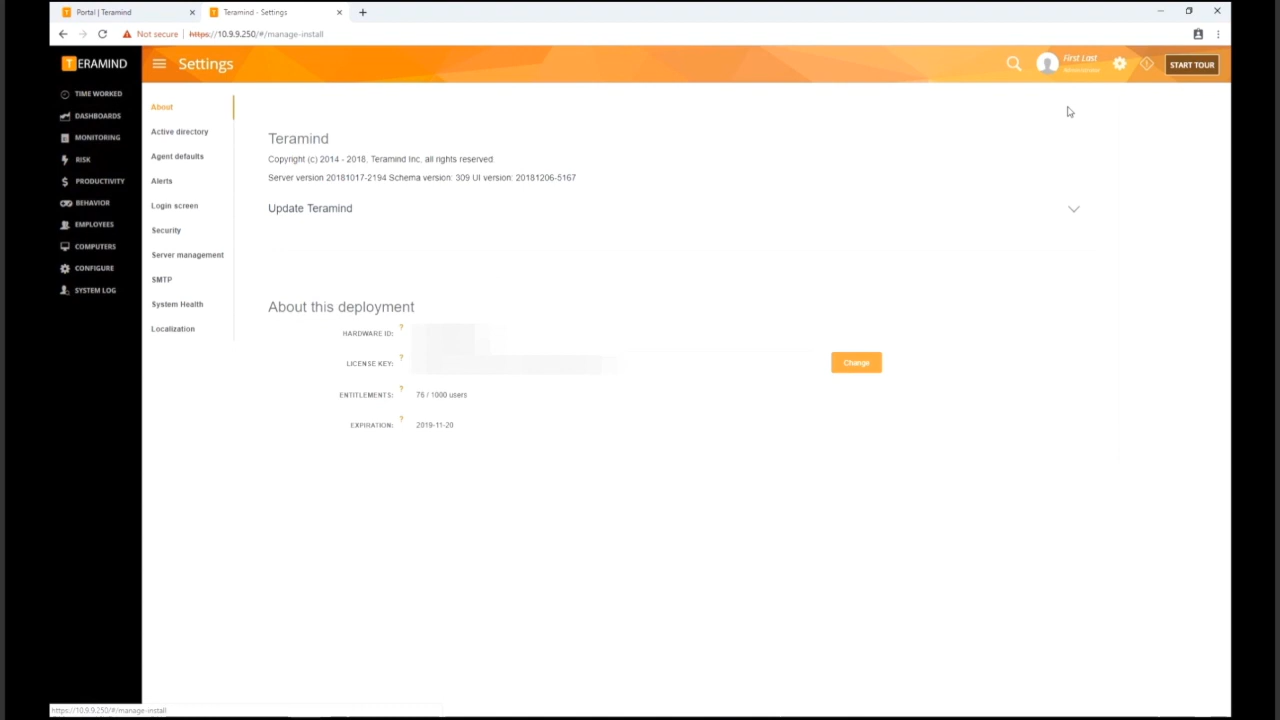 Portal | Teramind
Teramind - Settings
Not secure | https://10.9.9.250/#/manage-install
TERAMIND
Settings
First Last
START TOUR
TIME WORKED
DASHBOARDS
MONITORING
RISK
PRODUCTIVITY
BEHAVIOR
EMPLOYEES
COMPUTERS
CONFIGURE
SYSTEM LOG
About
Active directory
Agent defaults
Alerts
Login screen
Security
Server management
SMTP
System Health
Localization
Teramind
Copyright (c) 2014 - 2018, Teramind Inc, all rights reserved
Server version 20181017-2194 Schema version: 309 UI version: 20181206-5167
Update Teramind
About this deployment
HARDWARE ID: ?
LICENSE KEY: ?
Change
ENTITLEMENTS: ? 76 / 1000 users
EXPIRATION: ? 2019-11-20
https://10.9.9.250/#/manage-install